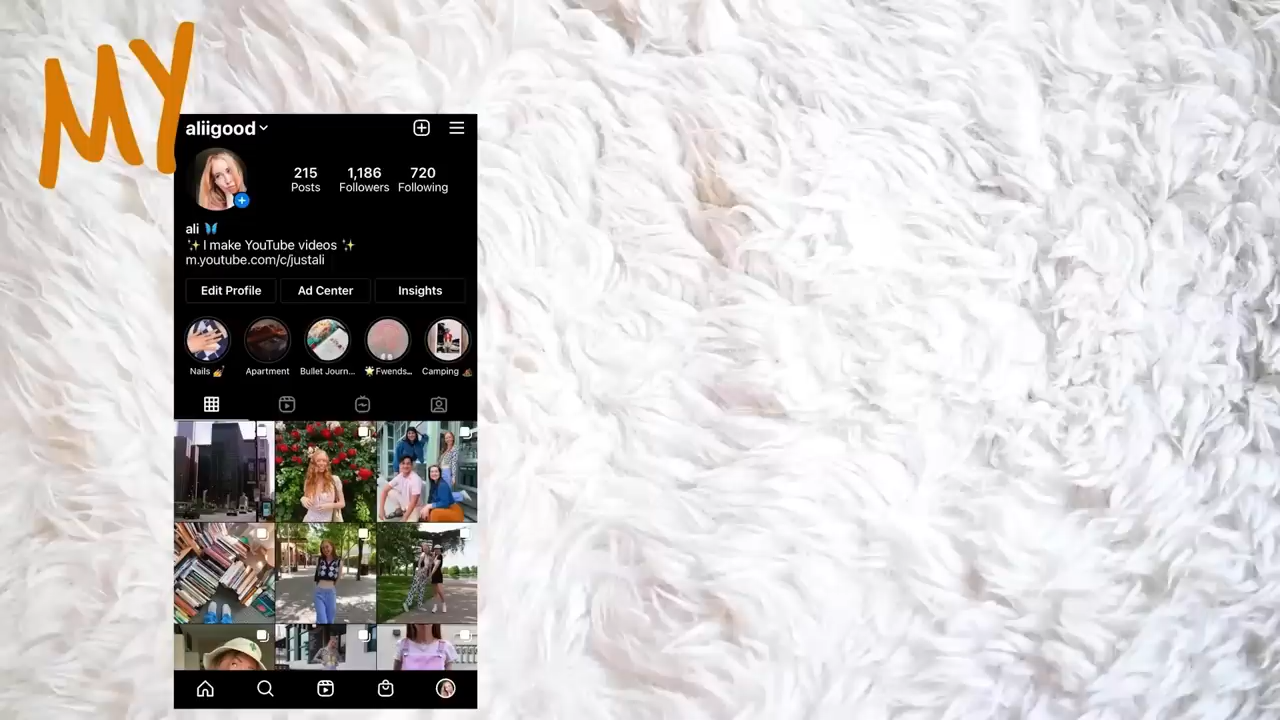 MY
aliigood
215 1,186 720
Posts Followers Following
ali
I make YouTube videos
m.youtube.com/c/justali
Edit Profile Ad Center Insights
Nails Apartment Bullet Journ... Fwends... Camping